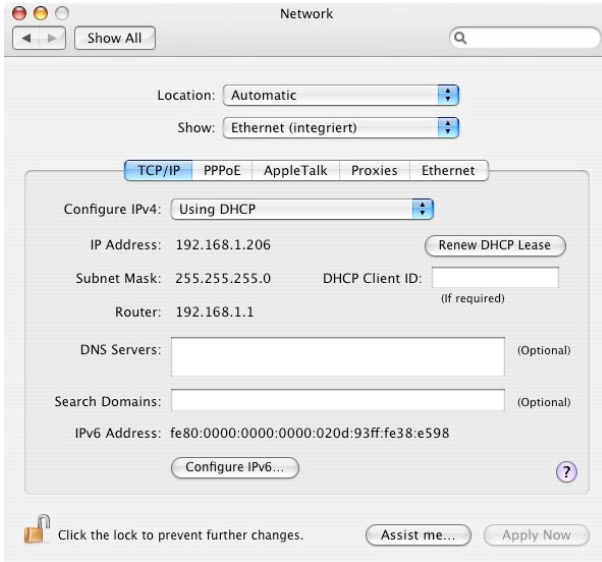 Network
Show All
Location: Automatic
Show: Ethernet (integriert)
TCP/IP PPPoE AppleTalk Proxies Ethernet
Configure IPv4: Using DHCP
IP Address: 192.168.1.206 Renew DHCP Lease
Subnet Mask: 255.255.255.0 DHCP Client ID:
(If required)
Router: 192.168.1.1
DNS Servers: (Optional)
Search Domains: (Optional)
IPv6 Address: fe80:0000:0000:0000:020d:93ff:fe38:e598
Configure IPv6...
?
Click the lock to prevent further changes. Assist me... Apply Now